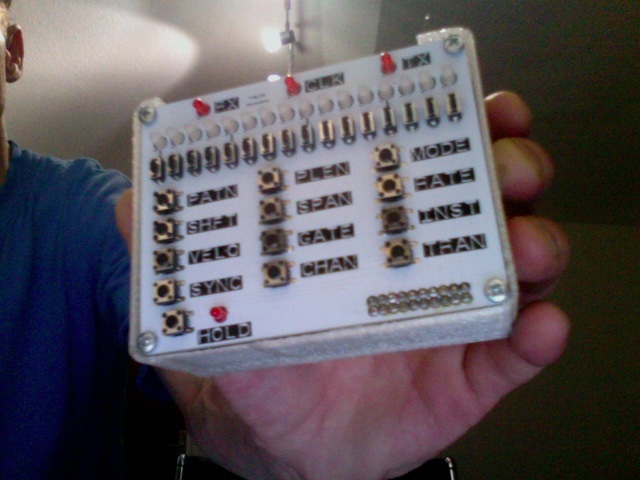 RX
CLK
TX
PATN
PLEN
MODE
SHFT
SPAN
RATE
VELO
GATE
INST
SYNC
CHAN
TRAN
HOLD